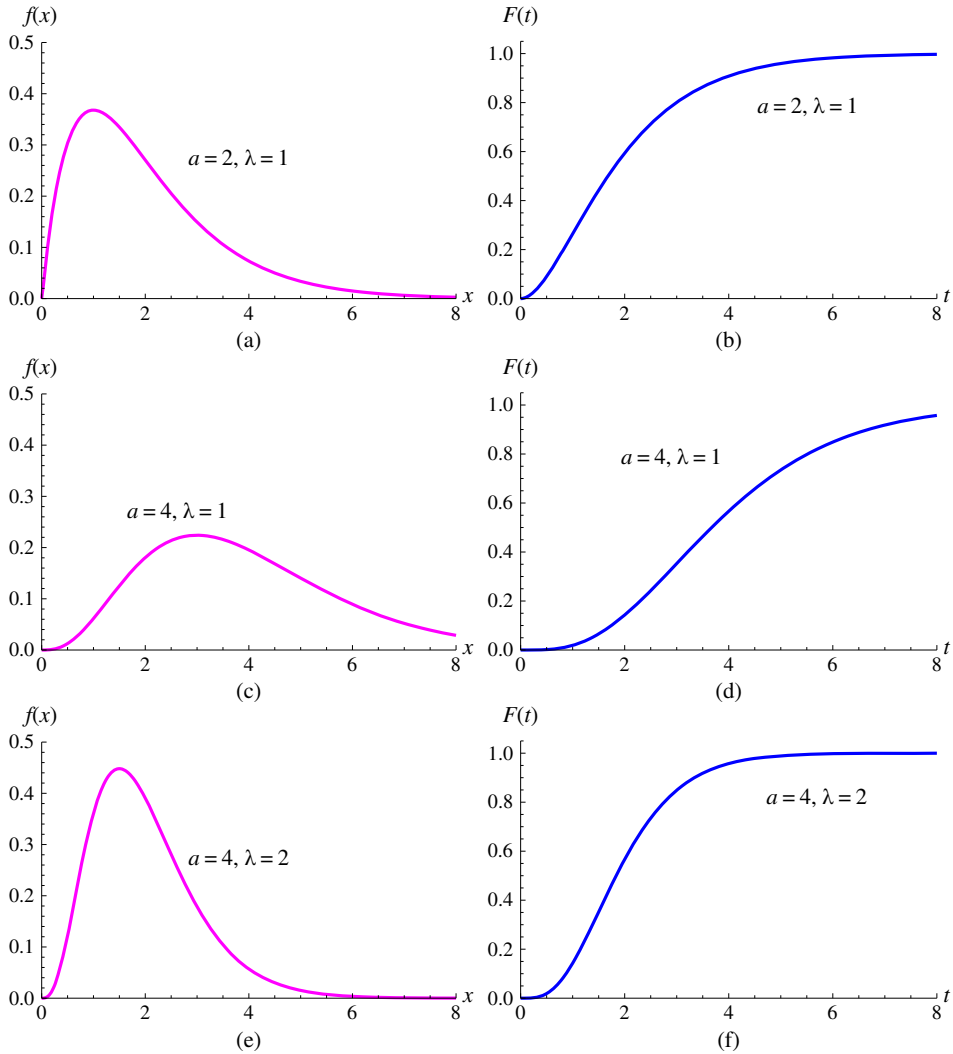 f(x)
0.5
0.4
0.3
0.2
0.1
0.0
0 2 4 6 8
x
a = 2, λ = 1
(a)
F(t)
1.0
0.8
0.6
0.4
0.2
0.0
0 2 4 6 8
t
a = 2, λ = 1
(b)
f(x)
0.5
0.4
0.3
0.2
0.1
0.0
0 2 4 6 8
x
a = 4, λ = 1
(c)
F(t)
1.0
0.8
0.6
0.4
0.2
0.0
0 2 4 6 8
t
a = 4, λ = 1
(d)
f(x)
0.5
0.4
0.3
0.2
0.1
0.0
0 2 4 6 8
x
a = 4, λ = 2
(e)
F(t)
1.0
0.8
0.6
0.4
0.2
0.0
0 2 4 6 8
t
a = 4, λ = 2
(f)